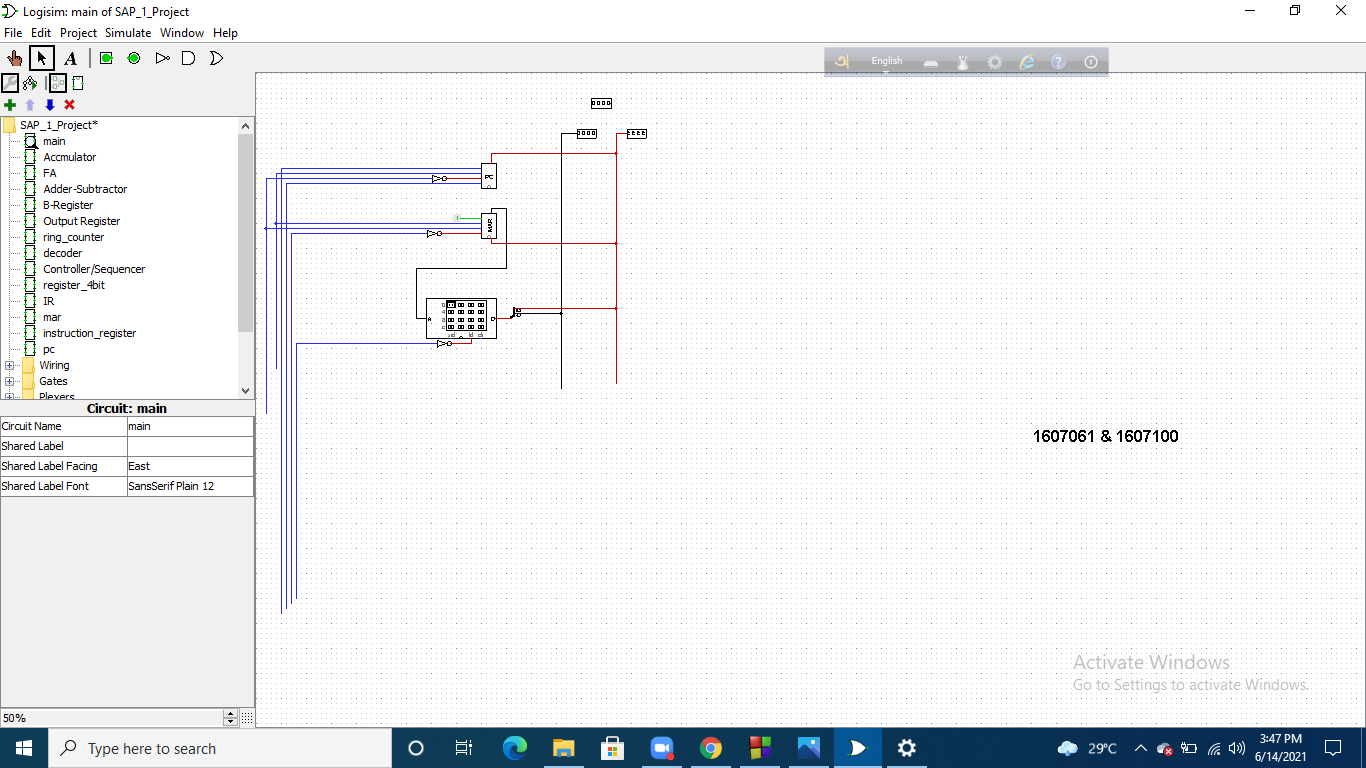 Logisim: main of SAP_1_Project
File Edit Project Simulate Window Help
A
অ English
SAP_1_Project*
main
Accmulator
FA
Adder-Subtractor
B-Register
Output Register
ring_counter
decoder
Controller/Sequencer
register_4bit
IR
mar
instruction_register
pc
Wiring
Gates
Plexers
Circuit: main
Circuit Name main
Shared Label
Shared Label Facing East
Shared Label Font SansSerif Plain 12
50%
PC
MAR
A
D
1607061 & 1607100
Activate Windows
Go to Settings to activate Windows.
Type here to search
29°C
3:47 PM
6/14/2021